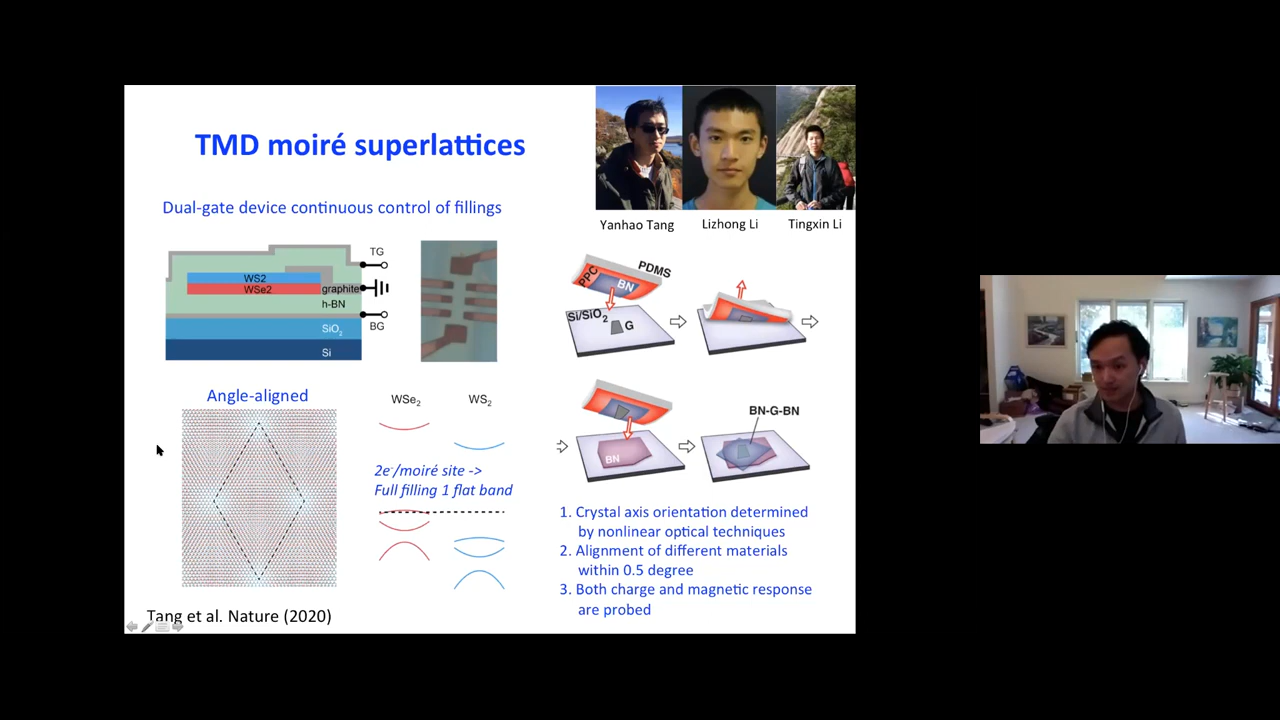 TMD moiré superlattices
Yanhao Tang
Lizhong Li
Tingxin Li
Dual-gate device continuous control of fillings
TG
WS2
WSe2
graphite
h-BN
SiO₂
BG
Si
PPC
BN
PDMS
Si/SiO₂
G
BN
BN-G-BN
Angle-aligned
WSe₂
WS₂
2e⁻/moiré site ->
Full filling 1 flat band
1. Crystal axis orientation determined
by nonlinear optical techniques
2. Alignment of different materials
within 0.5 degree
3. Both charge and magnetic response
are probed
Tang et al. Nature (2020)